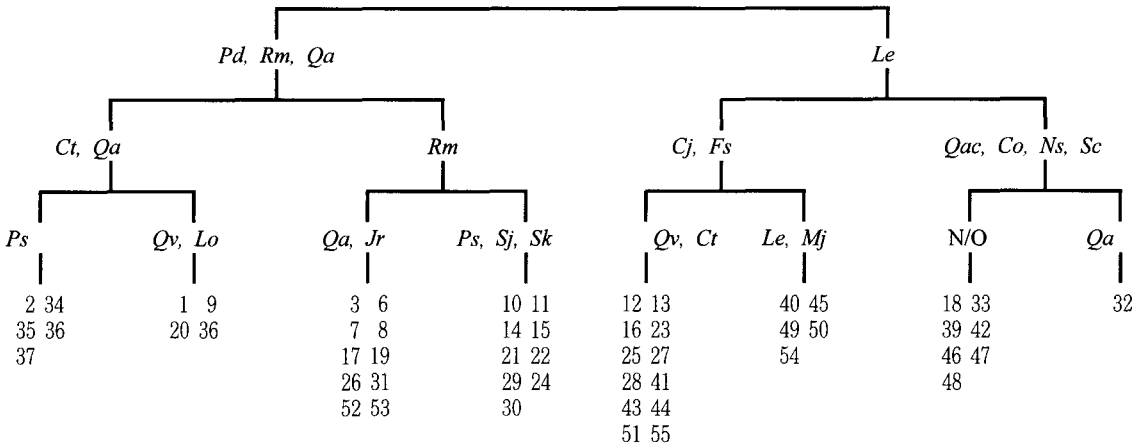 Pd, Rm, Qa Le
Ct, Qa Rm Cj, Fs Qac, Co, Ns, Sc
Ps Qv, Lo Qa, Jr Ps, Sj, Sk Qv, Ct Le, Mj N/O Qa
2 34 1 9 3 6 10 11 12 13 40 45 18 33 32
35 36 20 36 7 8 14 15 16 23 49 50 39 42
37 17 19 21 22 25 27 54 46 47
26 31 29 24 28 41 48
52 53 30 43 44
51 55